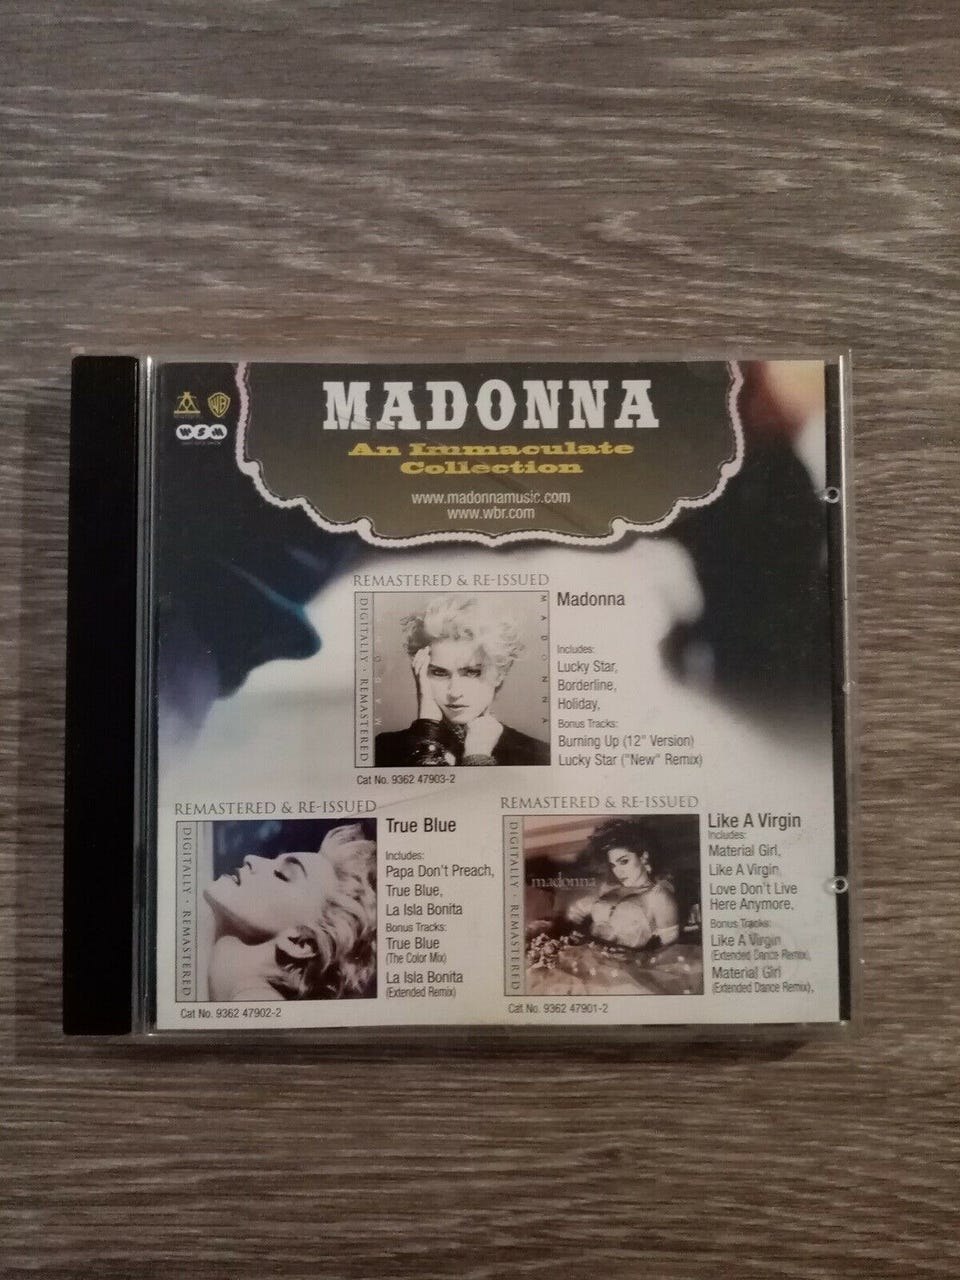 WB
WSM
MADONNA
An Immaculate
Collection
www.madonnamusic.com
www.wbr.com
REMASTERED & RE-ISSUED
DIGITALLY · REMASTERED
MADONNA
Madonna
Includes:
Lucky Star,
Borderline,
Holiday,
Bonus Tracks:
Burning Up (12" Version)
Lucky Star ("New" Remix)
Cat No. 9362 47903-2
REMASTERED & RE-ISSUED
DIGITALLY · REMASTERED
True Blue
Includes:
Papa Don't Preach,
True Blue,
La Isla Bonita
Bonus Tracks:
True Blue
(The Color Mix)
La Isla Bonita
(Extended Remix)
Cat No. 9362 47902-2
REMASTERED & RE-ISSUED
DIGITALLY · REMASTERED
madonna
Like A Virgin
Includes:
Material Girl,
Like A Virgin,
Love Don't Live
Here Anymore,
Bonus Tracks:
Like A Virgin
(Extended Dance Remix),
Material Girl
(Extended Dance Remix),
Cat No. 9362 47901-2